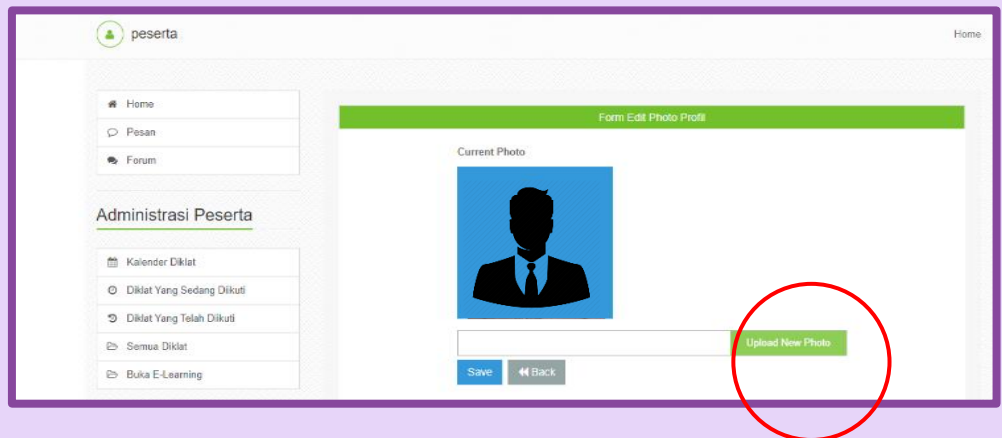 peserta
Home
Home
Pesan
Forum
Administrasi Peserta
Kalender Diklat
Diklat Yang Sedang Diikuti
Diklat Yang Telah Diikuti
Semua Diklat
Buka E-Learning
Form Edit Photo Profil
Current Photo
Upload New Photo
Save
Back